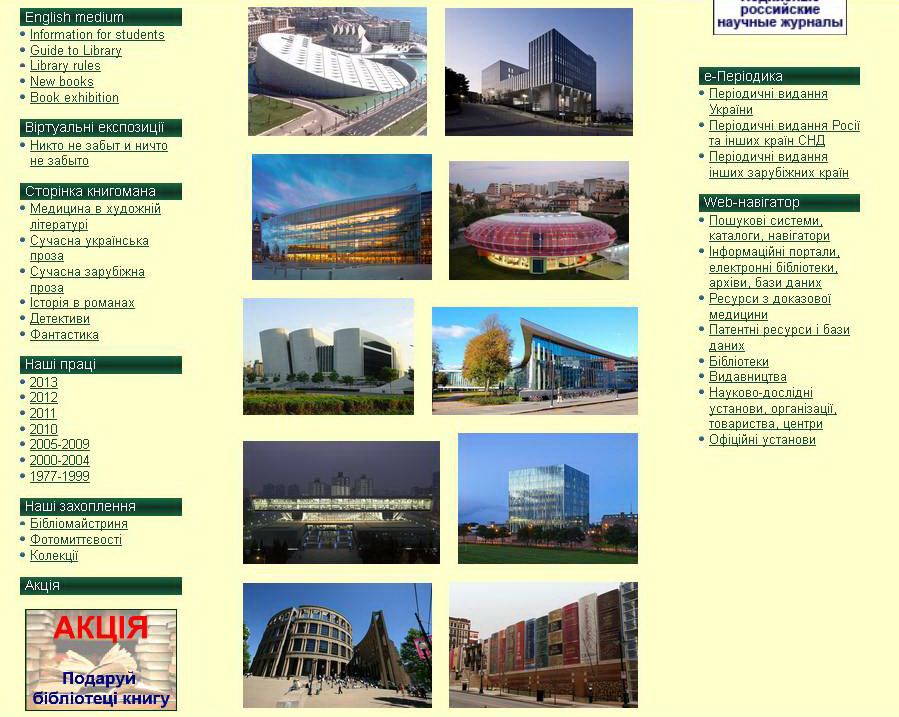 English medium
Information for students
Guide to Library
Library rules
New books
Book exhibition
Віртуальні експозиції
Никто не забыт и ничто
не забыто
Сторінка книгомана
Медицина в художній
літературі
Сучасна українська
проза
Сучасна зарубіжна
проза
Історія в романах
Детективи
Фантастика
Наші праці
2013
2012
2011
2010
2005-2009
2000-2004
1977-1999
Наші захоплення
Бібліомайстриня
Фотомиттєвості
Колекції
Акція
АКЦІЯ
Подаруй
бібліотеці книгу
российские
научные журналы
е-Періодика
Періодичні видання
України
Періодичні видання Росії
та інших країн СНД
Періодичні видання
інших зарубіжних країн
Web-навігатор
Пошукові системи,
каталоги, навігатори
Інформаційні портали,
електронні бібліотеки,
архіви, бази даних
Ресурси з доказової
медицини
Патентні ресурси і бази
даних
Бібліотеки
Видавництва
Науково-дослідні
установи, організації,
товариства, центри
Офіційні установи